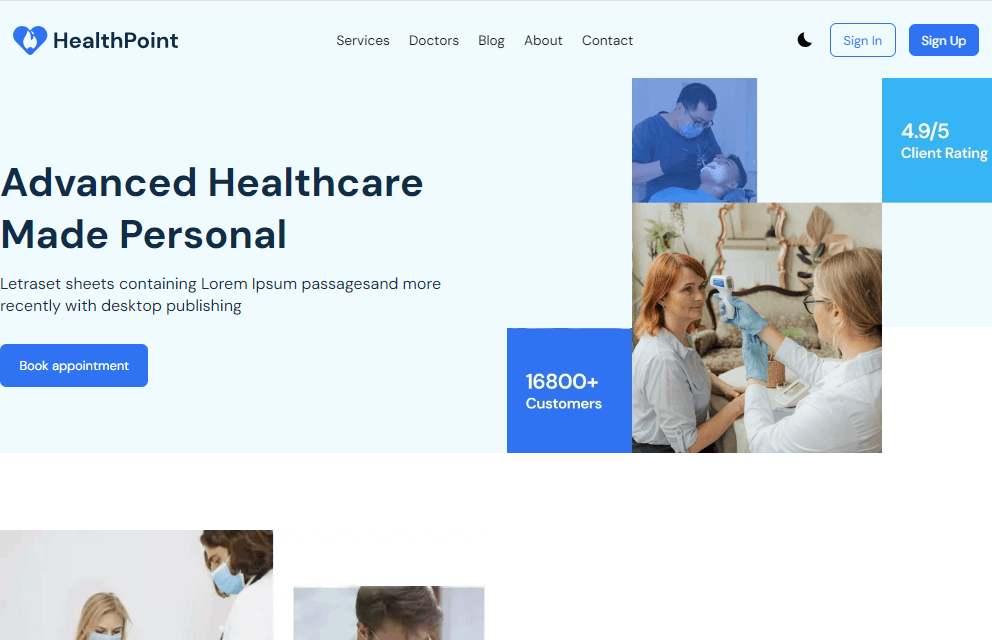 HealthPoint
Services
Doctors
Blog
About
Contact
Sign In
Sign Up
4.9/5
Client Rating
Advanced Healthcare
Made Personal
Letraset sheets containing Lorem Ipsum passagesand more
recently with desktop publishing
Book appointment
16800+
Customers